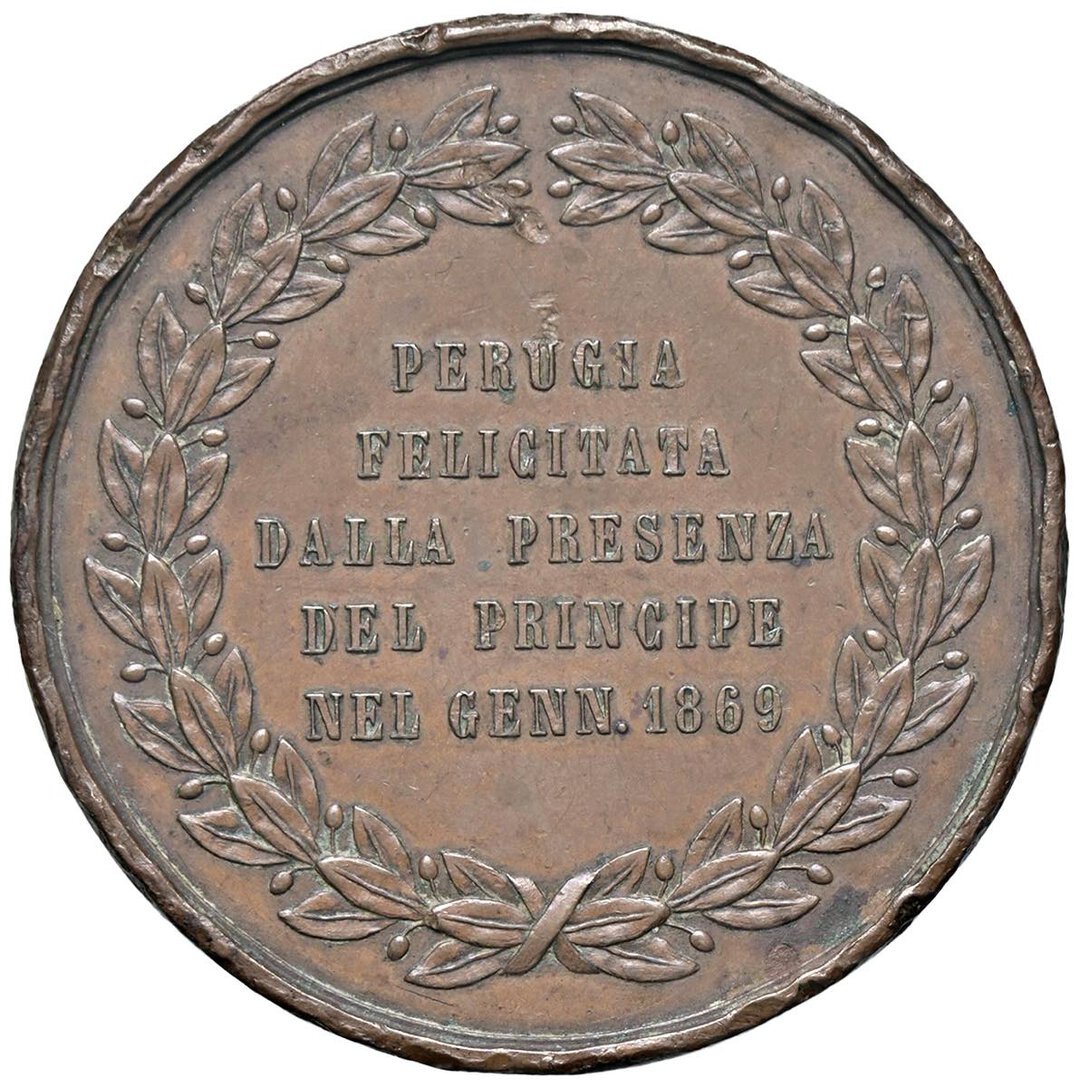 PERUGIA
FELICITATA
DALLA PRESENZA
DEL PRINCIPE
NEL GENN. 1869